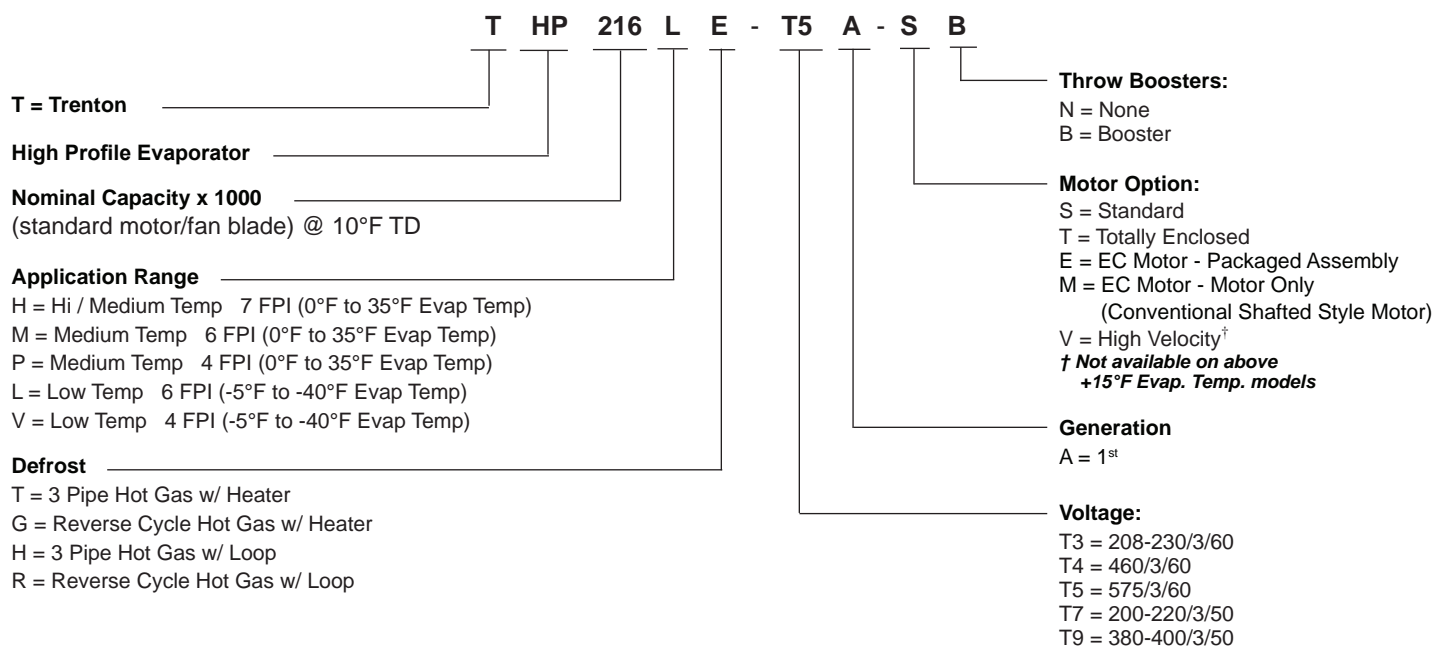 T HP 216 L E - T5 A - S B
T = Trenton
High Profile Evaporator
Nominal Capacity x 1000
(standard motor/fan blade) @ 10°F TD
Application Range
H = Hi / Medium Temp 7 FPI (0°F to 35°F Evap Temp)
M = Medium Temp 6 FPI (0°F to 35°F Evap Temp)
P = Medium Temp 4 FPI (0°F to 35°F Evap Temp)
L = Low Temp 6 FPI (-5°F to -40°F Evap Temp)
V = Low Temp 4 FPI (-5°F to -40°F Evap Temp)
Defrost
T = 3 Pipe Hot Gas w/ Heater
G = Reverse Cycle Hot Gas w/ Heater
H = 3 Pipe Hot Gas w/ Loop
R = Reverse Cycle Hot Gas w/ Loop
Throw Boosters:
N = None
B = Booster
Motor Option:
S = Standard
T = Totally Enclosed
E = EC Motor - Packaged Assembly
M = EC Motor - Motor Only
(Conventional Shafted Style Motor)
V = High Velocity†
† Not available on above
+15°F Evap. Temp. models
Generation
A = 1st
Voltage:
T3 = 208-230/3/60
T4 = 460/3/60
T5 = 575/3/60
T7 = 200-220/3/50
T9 = 380-400/3/50